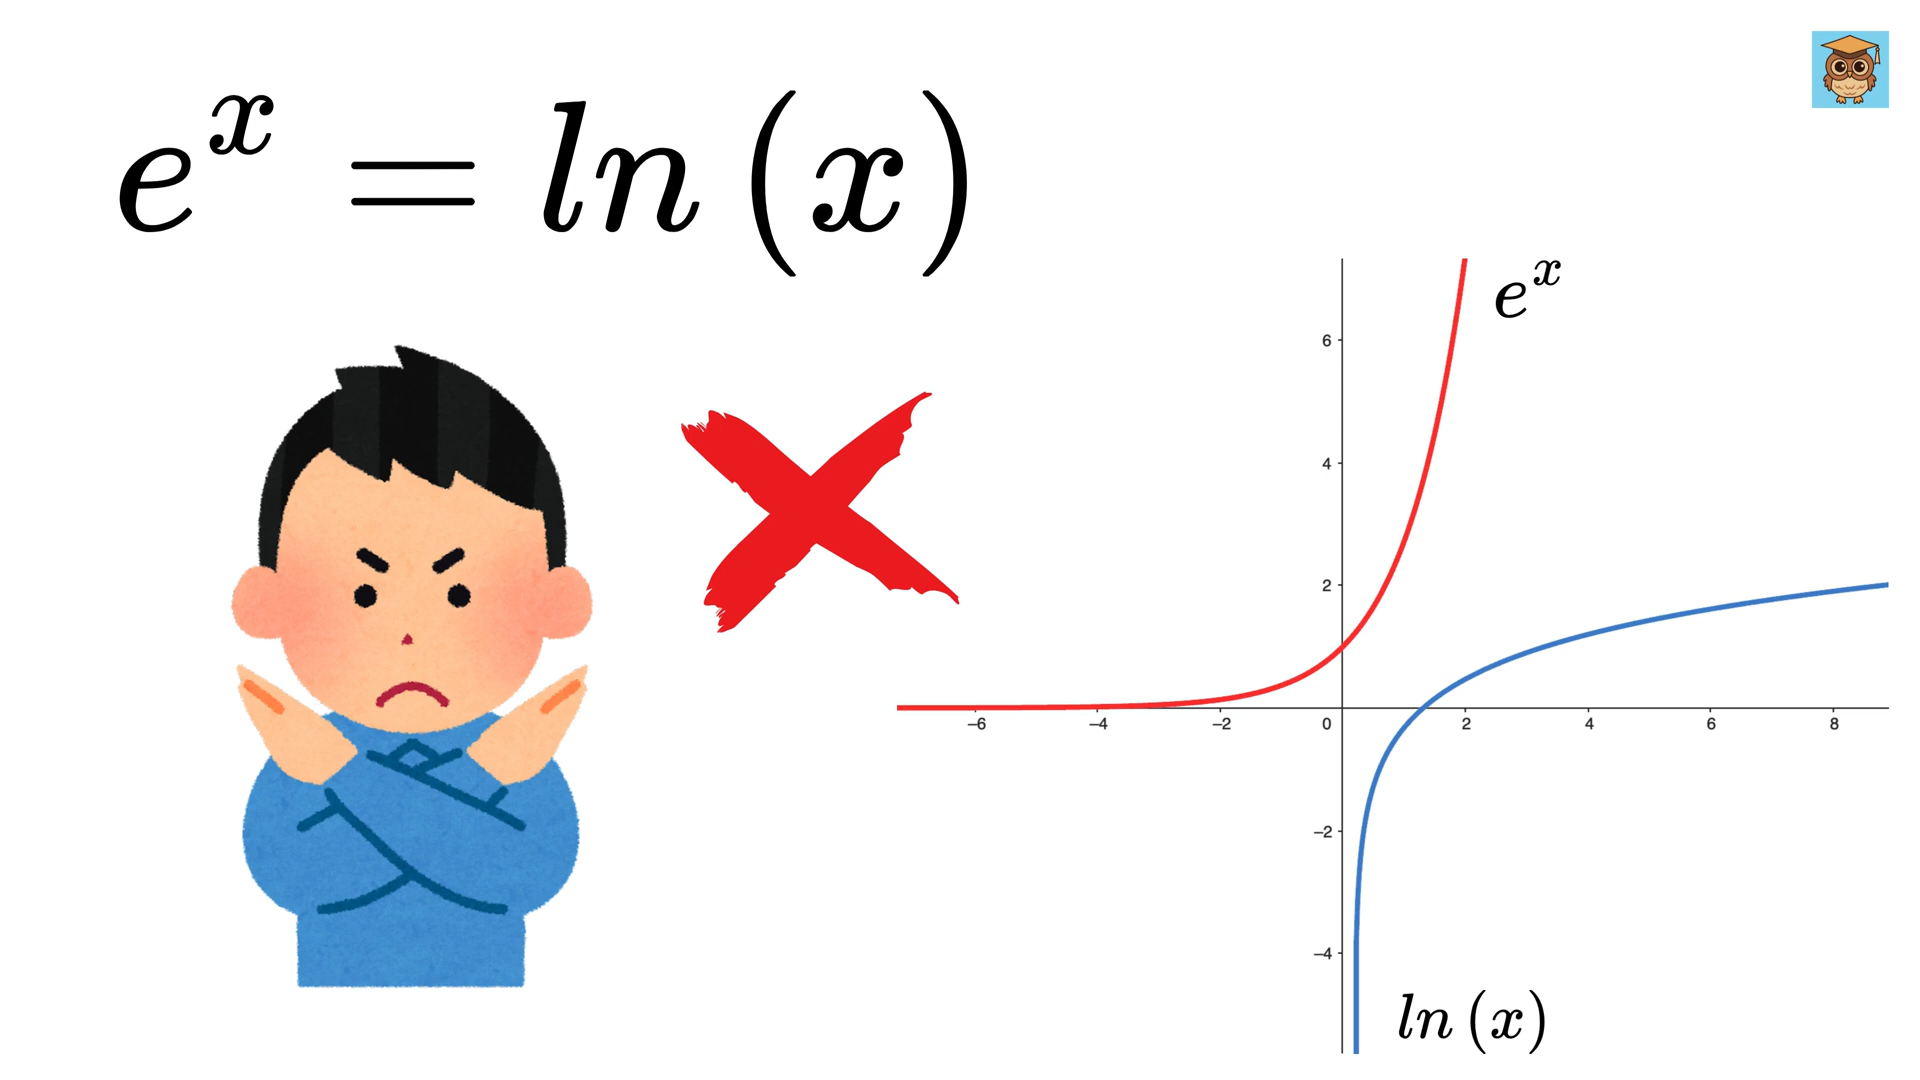 e^x = ln (x)
e^x
6
4
2
−6 −4 −2 0 2 4 6 8
−2
−4
ln (x)